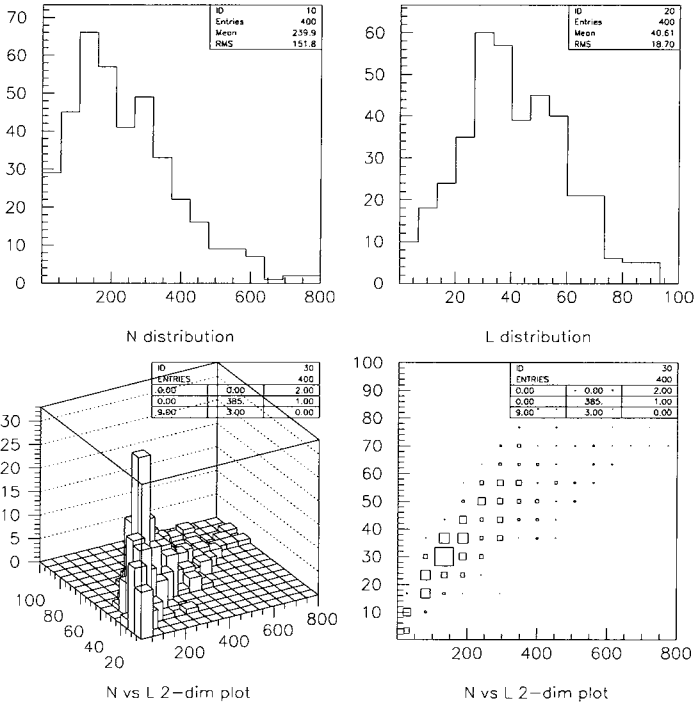 ID 10
Entries 400
Mean 239.9
RMS 151.8
70
60
50
40
30
20
10
0
0 200 400 600 800
N distribution
ID 20
Entries 400
Mean 40.61
RMS 18.70
60
50
40
30
20
10
0
20 40 60 80 100
L distribution
ID 30
ENTRIES 400
0.00 0.00 2.00
0.00 385. 1.00
9.00 3.00 0.00
30
25
20
15
10
5
0
100
80
60
40
20
200
400
600
800
N vs L 2-dim plot
ID 30
ENTRIES 400
0.00 0.00 2.00
0.00 385. 1.00
9.00 3.00 0.00
100
90
80
70
60
50
40
30
20
10
200 400 600 800
N vs L 2-dim plot